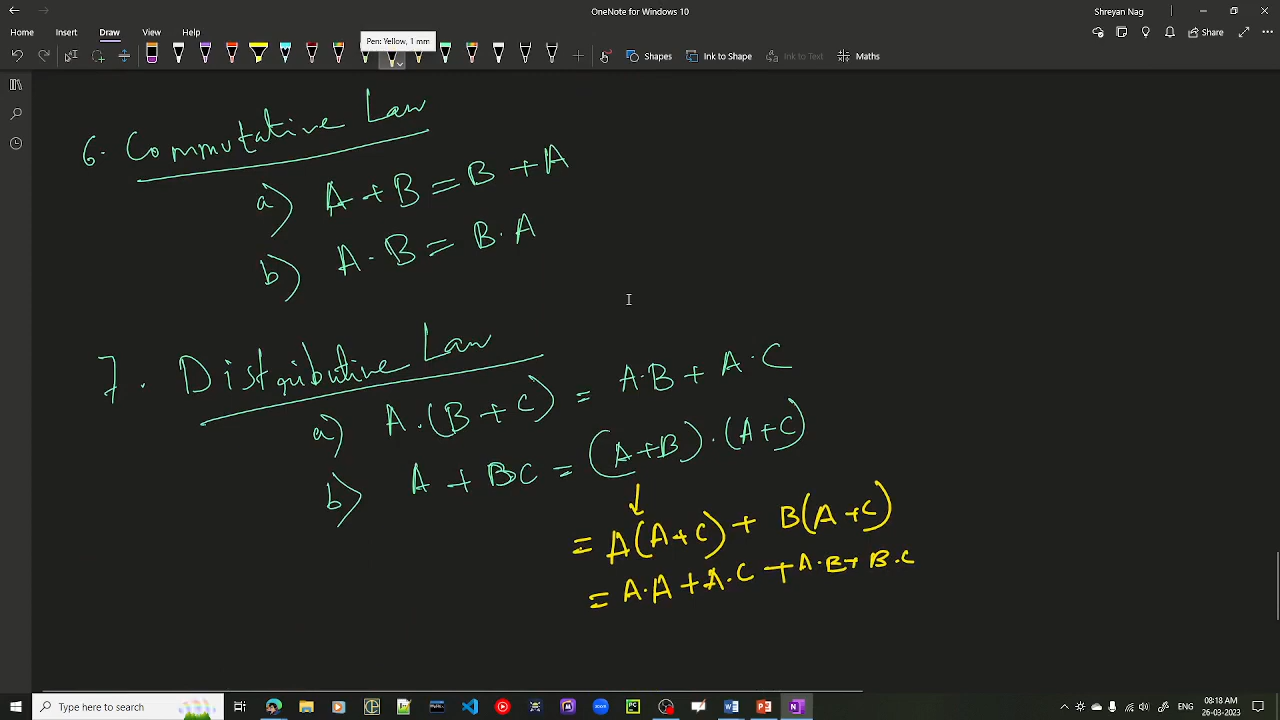 OneNote for Windows 10
Shreyan Nag
Home Insert Draw View Help
Share
Pen: Yellow, 1 mm
Shapes Ink to Shape Ink to Text Maths
6. Commutative Law
a) A + B = B + A
b) A · B = B · A
7. Distributive Law
a) A.(B + C) = A·B + A·C
b) A + BC = (A+B)·(A+C)
↓
= A(A+C) + B(A+C)
= A·A + A·C + A·B + B·C
Type here to search
ENG
08:18 AM
26-03-2023